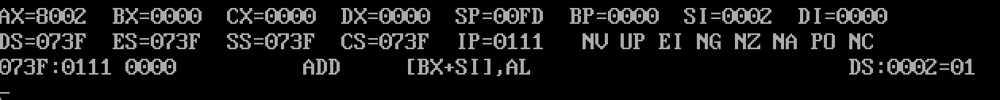 AX=8002  BX=0000  CX=0000  DX=0000  SP=00FD  BP=0000  SI=0002  DI=0000
DS=073F  ES=073F  SS=073F  CS=073F  IP=0111   NV UP EI NG NZ NA PO NC
073F:0111 0000          ADD     [BX+SI],AL                         DS:0002=01